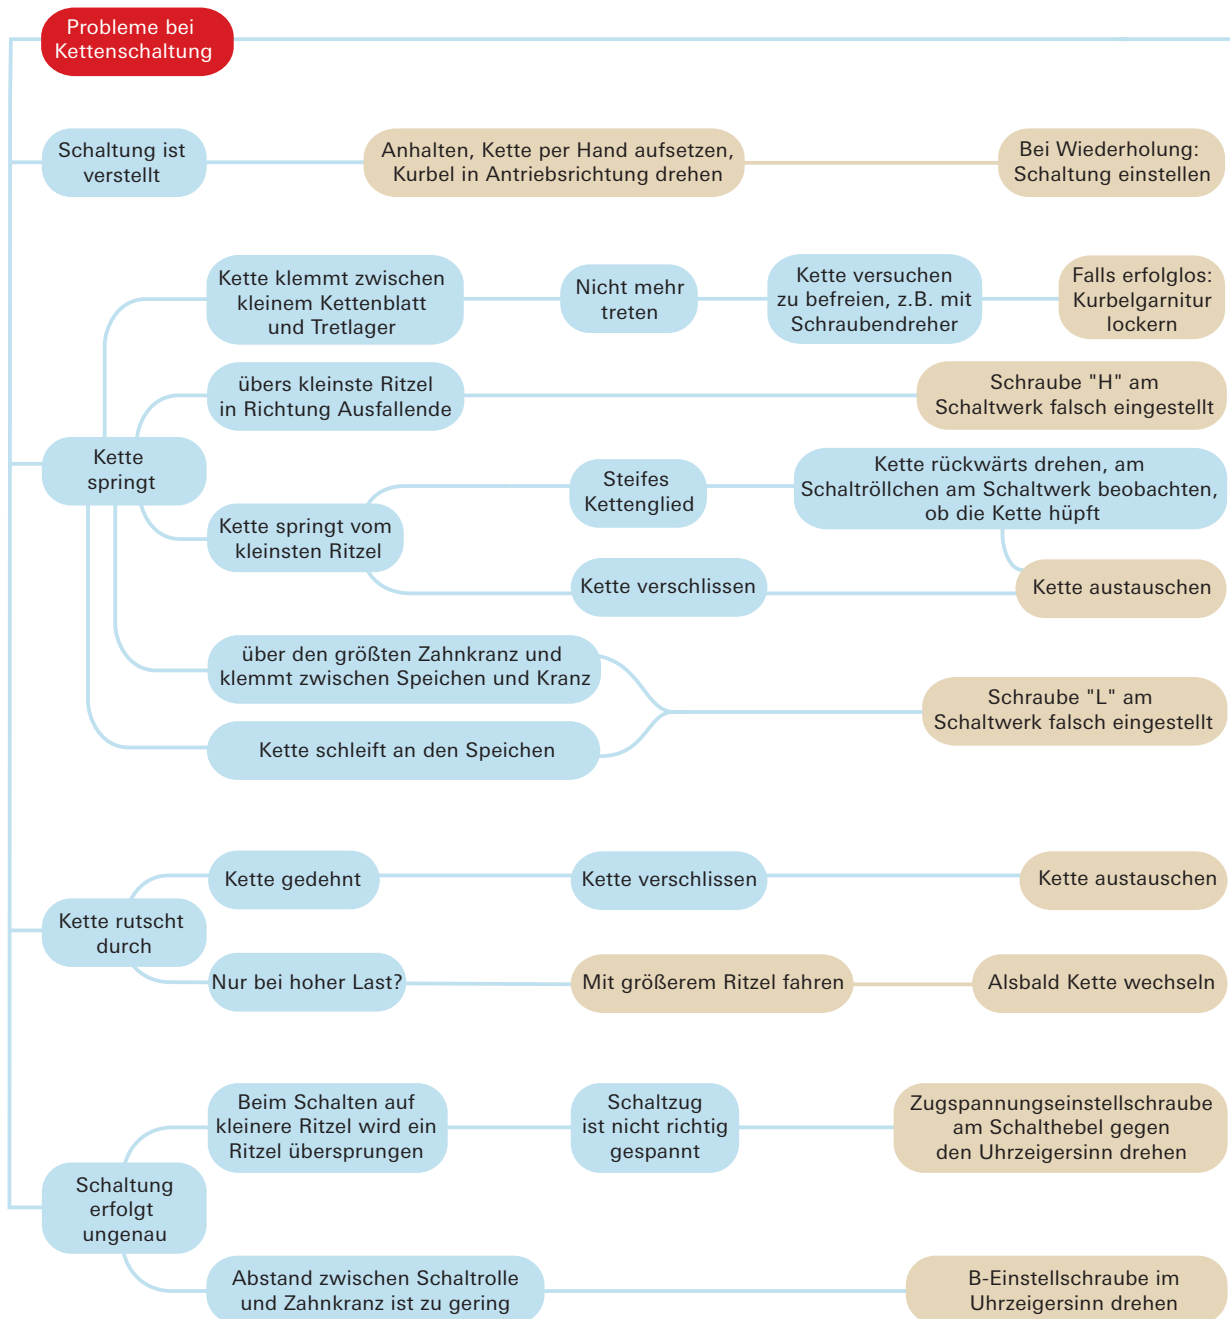 Probleme bei
Kettenschaltung
Schaltung ist
verstellt
Anhalten, Kette per Hand aufsetzen,
Kurbel in Antriebsrichtung drehen
Bei Wiederholung:
Schaltung einstellen
Kette klemmt zwischen
kleinem Kettenblatt
und Tretlager
Nicht mehr
treten
Kette versuchen
zu befreien, z.B. mit
Schraubendreher
Falls erfolglos:
Kurbelgarnitur
lockern
übers kleinste Ritzel
in Richtung Ausfallende
Schraube "H" am
Schaltwerk falsch eingestellt
Kette
springt
Kette springt vom
kleinsten Ritzel
Steifes
Kettenglied
Kette rückwärts drehen, am
Schaltröllchen am Schaltwerk beobachten,
ob die Kette hüpft
Kette verschlissen
Kette austauschen
über den größten Zahnkranz und
klemmt zwischen Speichen und Kranz
Kette schleift an den Speichen
Schraube "L" am
Schaltwerk falsch eingestellt
Kette rutscht
durch
Kette gedehnt
Kette verschlissen
Kette austauschen
Nur bei hoher Last?
Mit größerem Ritzel fahren
Alsbald Kette wechseln
Schaltung
erfolgt
ungenau
Beim Schalten auf
kleinere Ritzel wird ein
Ritzel übersprungen
Schaltzug
ist nicht richtig
gespannt
Zugspannungseinstellschraube
am Schalthebel gegen
den Uhrzeigersinn drehen
Abstand zwischen Schaltrolle
und Zahnkranz ist zu gering
B-Einstellschraube im
Uhrzeigersinn drehen